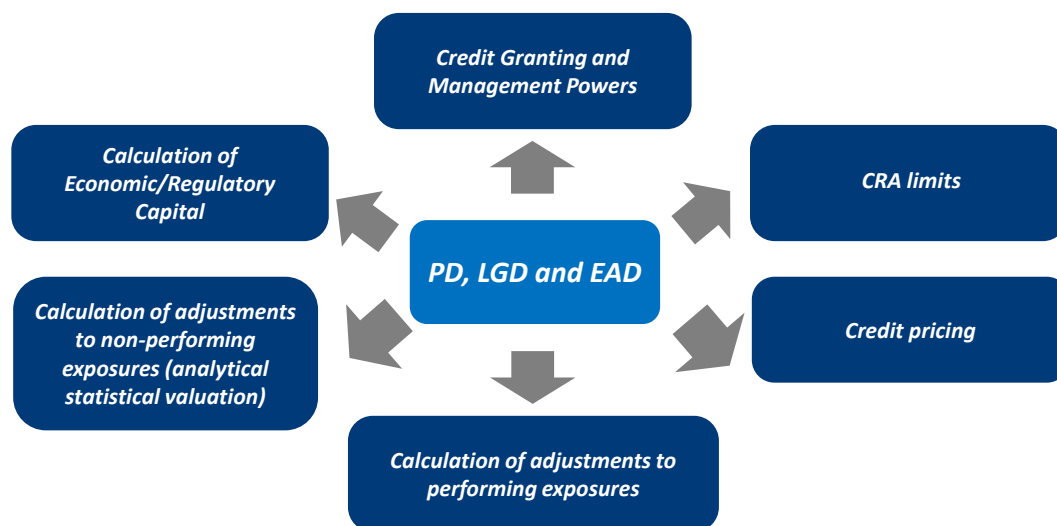 Credit Granting and
Management Powers
Calculation of
Economic/Regulatory
Capital
CRA limits
PD, LGD and EAD
Calculation of adjustments
to non-performing
exposures (analytical
statistical valuation)
Credit pricing
Calculation of adjustments to
performing exposures